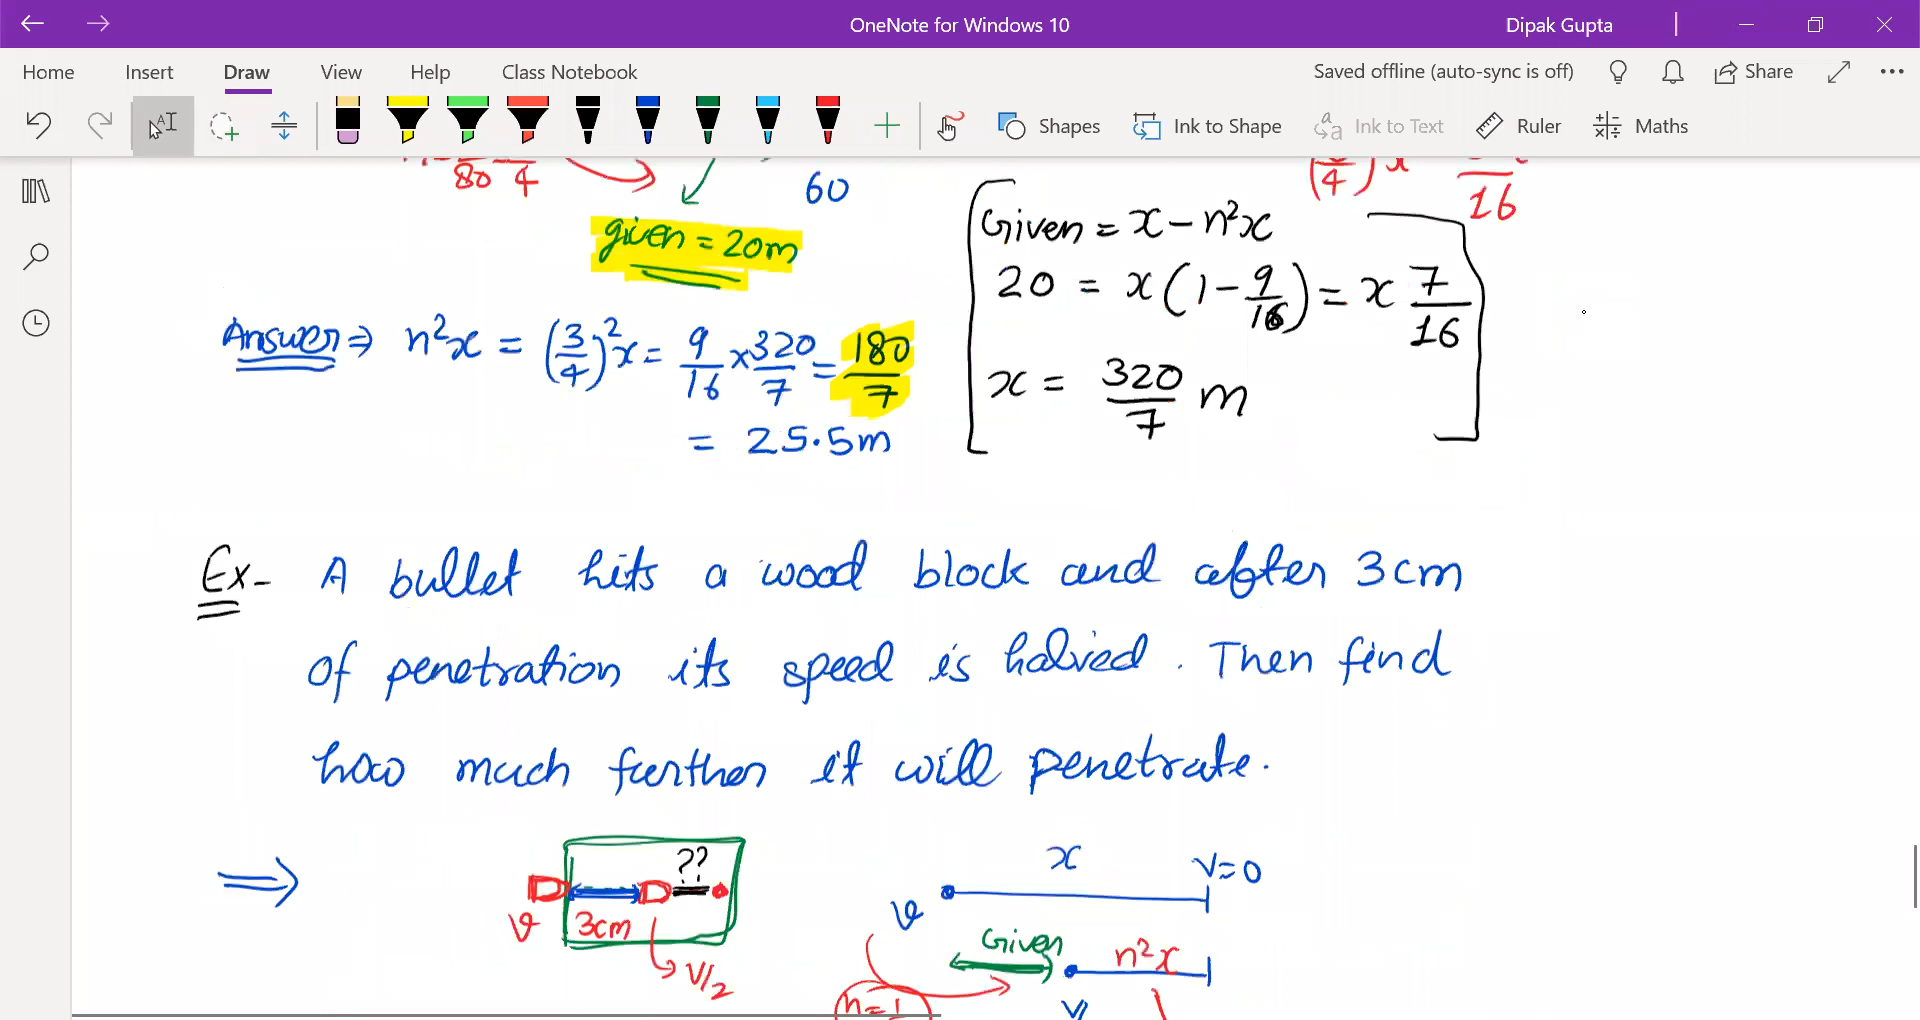 OneNote for Windows 10
Dipak Gupta
Home Insert Draw View Help Class Notebook
Saved offline (auto-sync is off) Share
Shapes Ink to Shape Ink to Text Ruler Maths
80 4
60
4 x
16
given = 20m
Given = x - n²x
20 = x(1 - 9/16) = x 7/16
x = 320/7 m
Answer ⇒ n²x = (3/4)²x = 9/16 × 320/7 = 180/7
= 25.5m
Ex- A bullet hits a wood block and after 3cm
of penetration its speed is halved. Then find
how much further it will penetrate.
⇒
??
v 3cm
V/2
x V=0
v
Given n²x
n=1
V